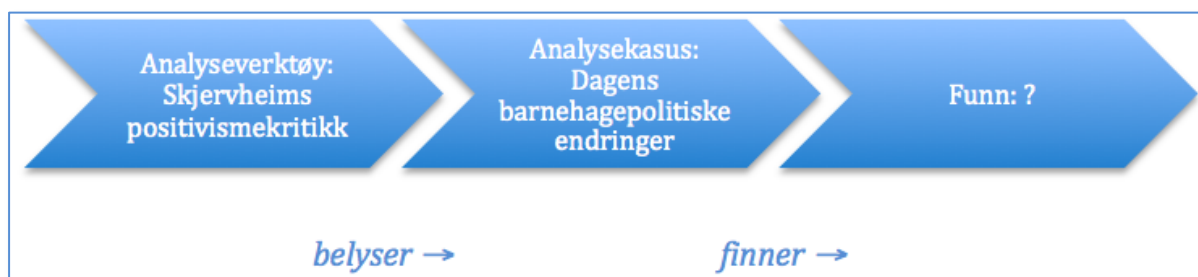 Analyseverktøy:
Skjervheims
positivismekritikk
Analysekasus:
Dagens
barnehagepolitiske
endringer
Funn: ?
belyser →
finner →